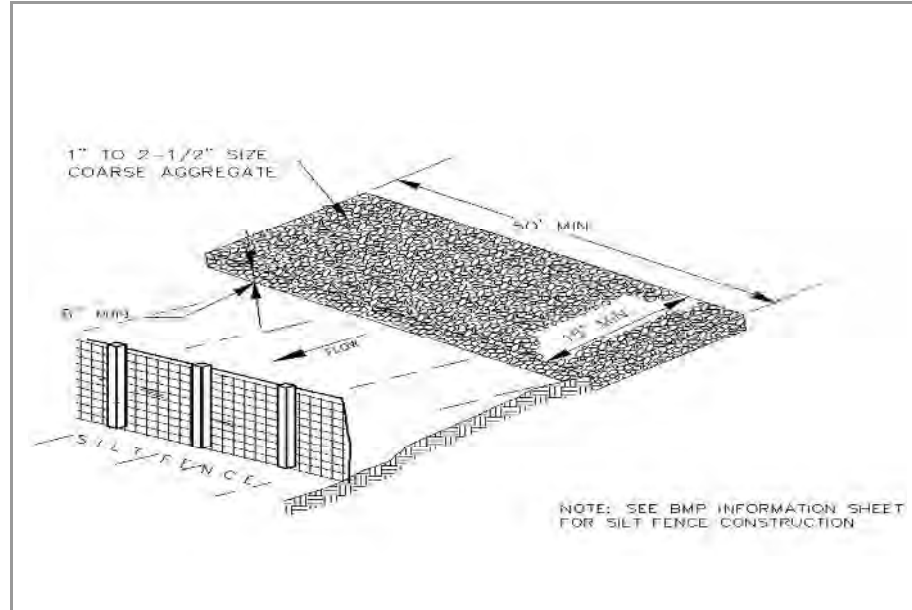 1" TO 2-1/2" SIZE
COARSE AGGREGATE
50' MIN
MIN
MIN
FLOW
SILT FENCE
NOTE: SEE BMP INFORMATION SHEET
FOR SILT FENCE CONSTRUCTION